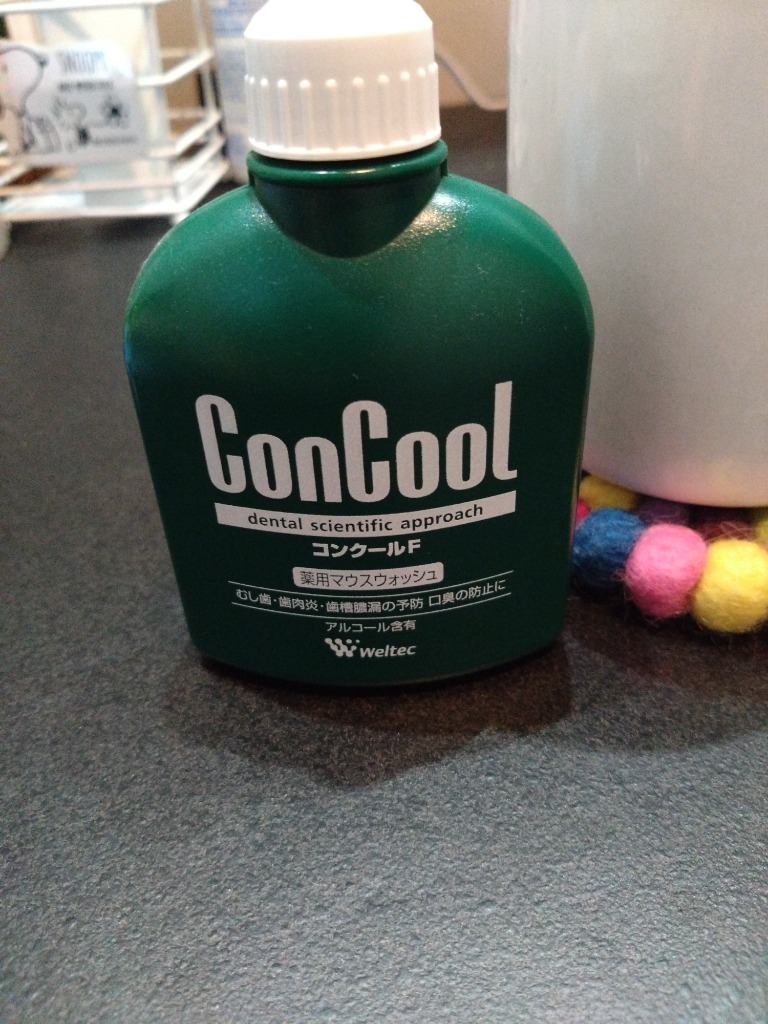 SNOOPY
ConCool
dental scientific approach
コンクールF
薬用マウスウォッシュ
むし歯・歯肉炎・歯槽膿漏の予防 口臭の防止に
アルコール含有
Weltec